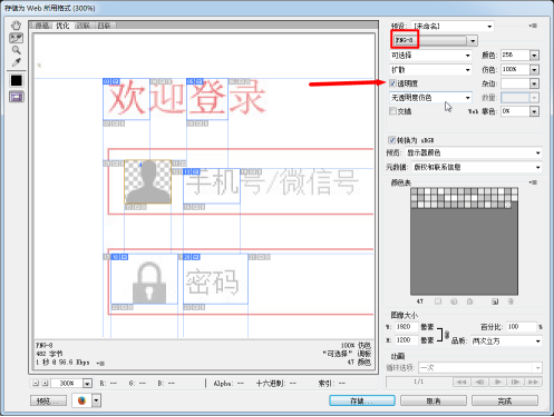 存储为 Web 所用格式 (300%)
原稿 优化 双联 四联
欢迎登录
手机号/微信号
密码
PNG-8
482 字节
1 秒 @ 56.6 Kbps
100% 仿色
"可选择" 调板
47 颜色
300% R: -- G: -- B: -- Alpha: -- 十六进制: -- 索引: --
预览...
预设: [未命名]
PNG-8
可选择 颜色: 256
扩散 仿色: 100%
透明度 杂边:
无透明度仿色 数量:
交错 Web 靠色: 0%
转换为 sRGB
预览: 显示器颜色
元数据: 版权和联系信息
颜色表
47
图像大小
W: 1920 像素 百分比: 100 %
H: 1200 像素 品质: 两次立方
动画
循环选项: 一次
1/1
存储... 取消 完成